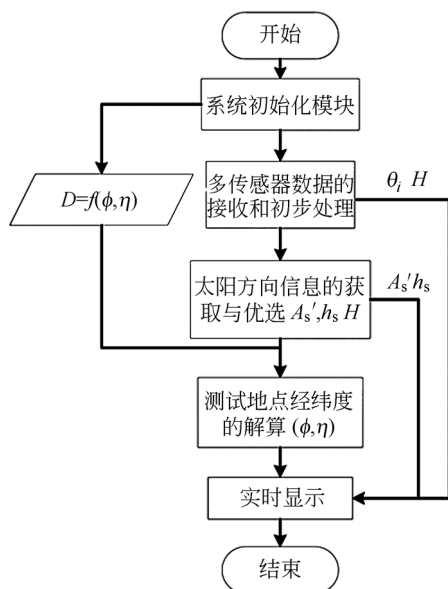 开始
系统初始化模块
D=f(ϕ,η)
多传感器数据的
接收和初步处理
θᵢ H
太阳方向信息的获
取与优选 Aₛ′,hₛ H
Aₛ′hₛ
测试地点经纬度
的解算 (ϕ,η)
实时显示
结束